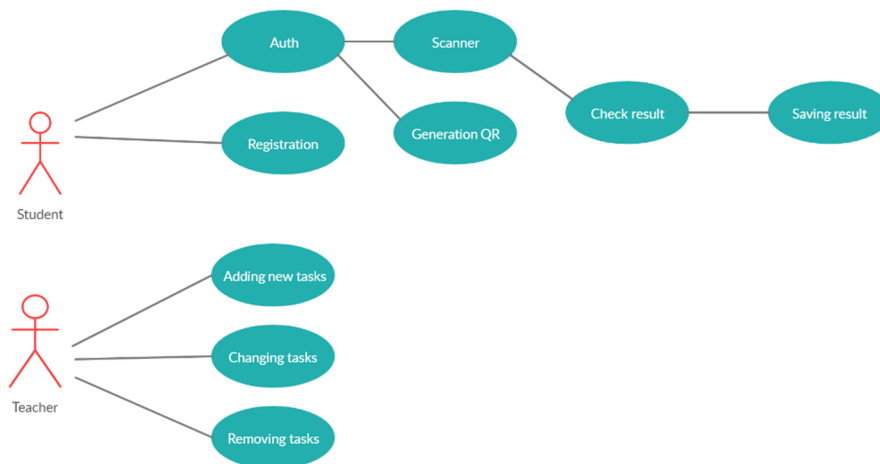 Auth
Scanner
Check result
Saving result
Generation QR
Registration
Student
Adding new tasks
Changing tasks
Teacher
Removing tasks